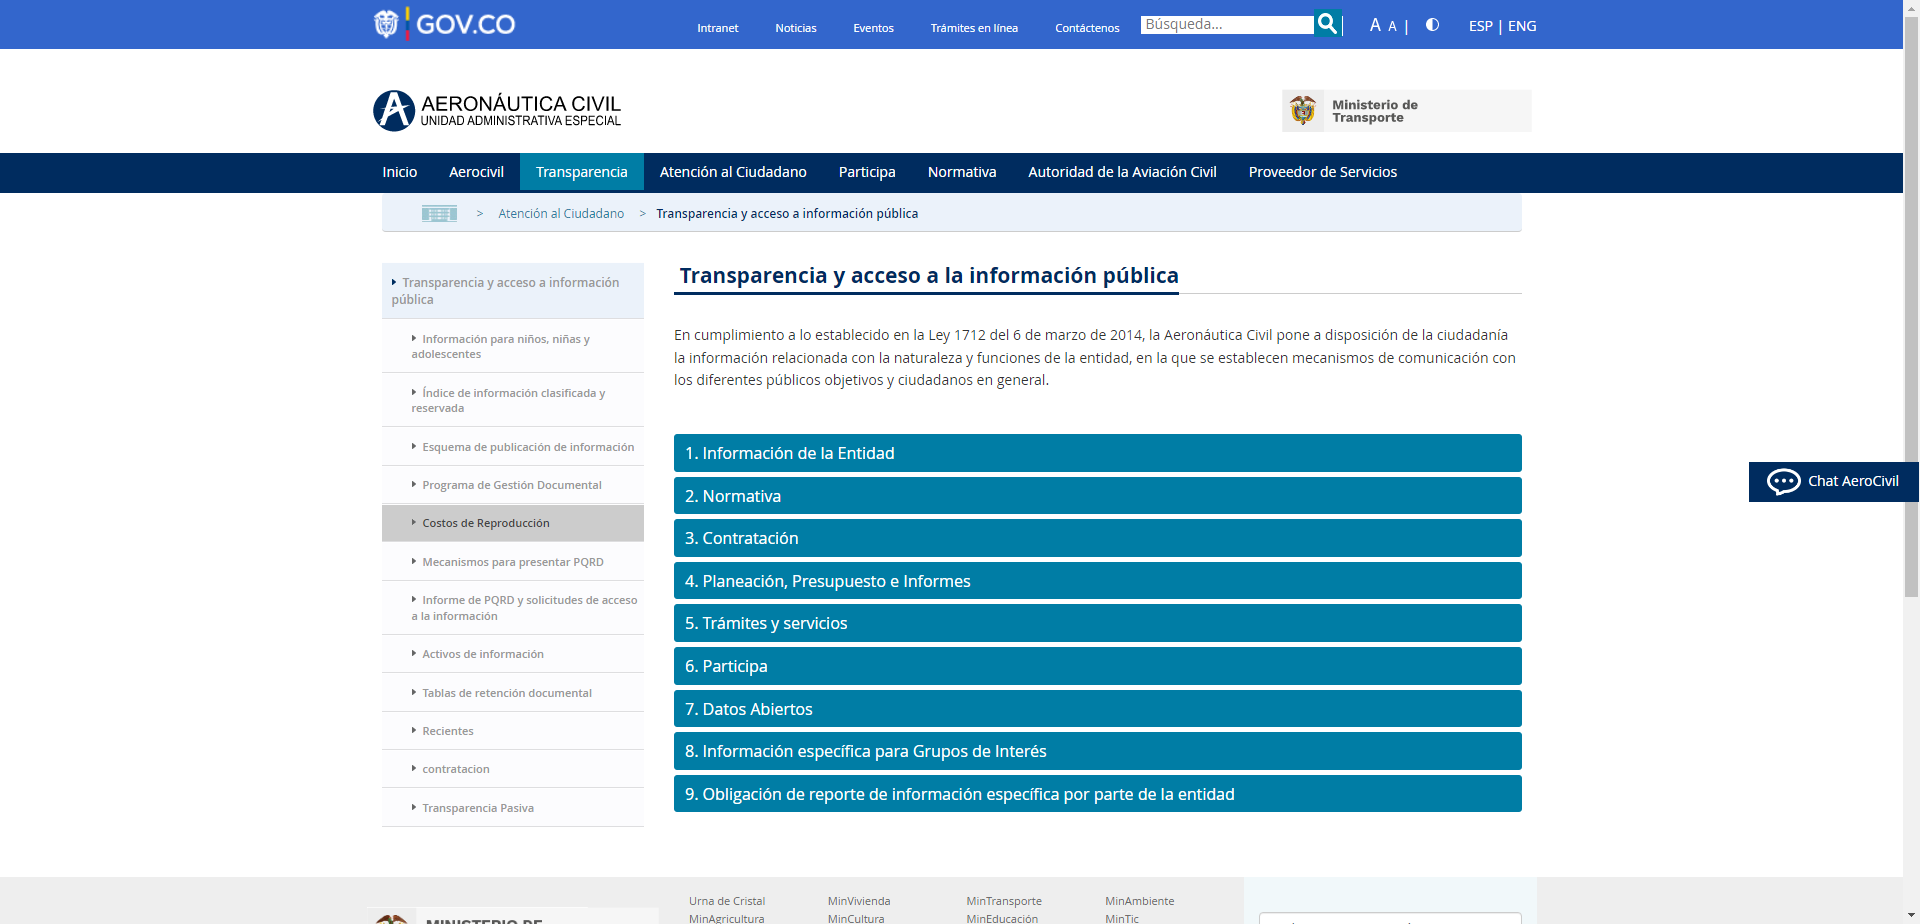 GOV.CO
Intranet
Noticias
Eventos
Trámites en línea
Contáctenos
Búsqueda...
A A |
ESP | ENG
AERONÁUTICA CIVIL
UNIDAD ADMINISTRATIVA ESPECIAL
Ministerio de
Transporte
Inicio
Aerocivil
Transparencia
Atención al Ciudadano
Participa
Normativa
Autoridad de la Aviación Civil
Proveedor de Servicios
> Atención al Ciudadano > Transparencia y acceso a información pública
Transparencia y acceso a información
pública
Información para niños, niñas y
adolescentes
Índice de información clasificada y
reservada
Esquema de publicación de información
Programa de Gestión Documental
Costos de Reproducción
Mecanismos para presentar PQRD
Informe de PQRD y solicitudes de acceso
a la información
Activos de información
Tablas de retención documental
Recientes
contratacion
Transparencia Pasiva
Transparencia y acceso a la información pública
En cumplimiento a lo establecido en la Ley 1712 del 6 de marzo de 2014, la Aeronáutica Civil pone a disposición de la ciudadanía
la información relacionada con la naturaleza y funciones de la entidad, en la que se establecen mecanismos de comunicación con
los diferentes públicos objetivos y ciudadanos en general.
1. Información de la Entidad
2. Normativa
3. Contratación
4. Planeación, Presupuesto e Informes
5. Trámites y servicios
6. Participa
7. Datos Abiertos
8. Información específica para Grupos de Interés
9. Obligación de reporte de información específica por parte de la entidad
Chat AeroCivil
MINISTERIO DE
Urna de Cristal
MinVivienda
MinTransporte
MinAmbiente
MinAgricultura
MinCultura
MinEducación
MinTic